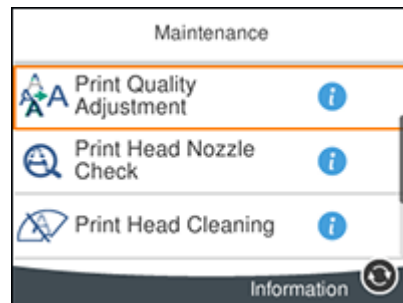 Maintenance
Print Quality
Adjustment
Print Head Nozzle
Check
Print Head Cleaning
Information